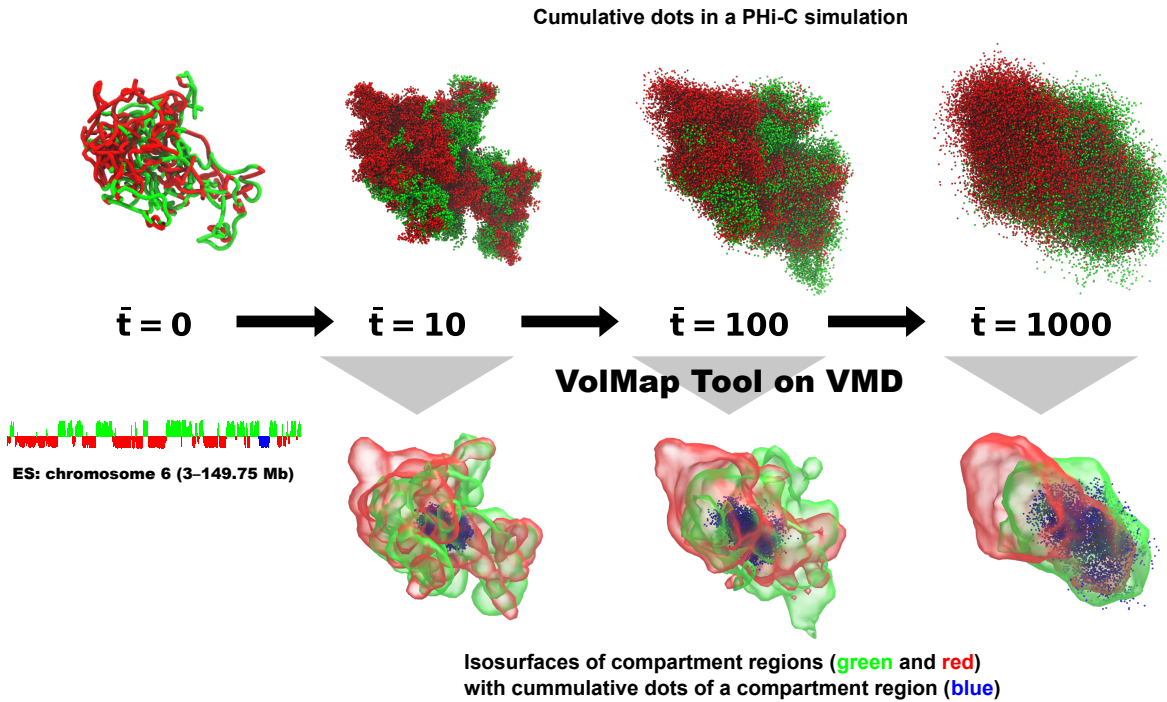 Cumulative dots in a PHi-C simulation
t̄ = 0
t̄ = 10
t̄ = 100
t̄ = 1000
VolMap Tool on VMD
ES: chromosome 6 (3–149.75 Mb)
Isosurfaces of compartment regions (green and red)
with cummulative dots of a compartment region (blue)